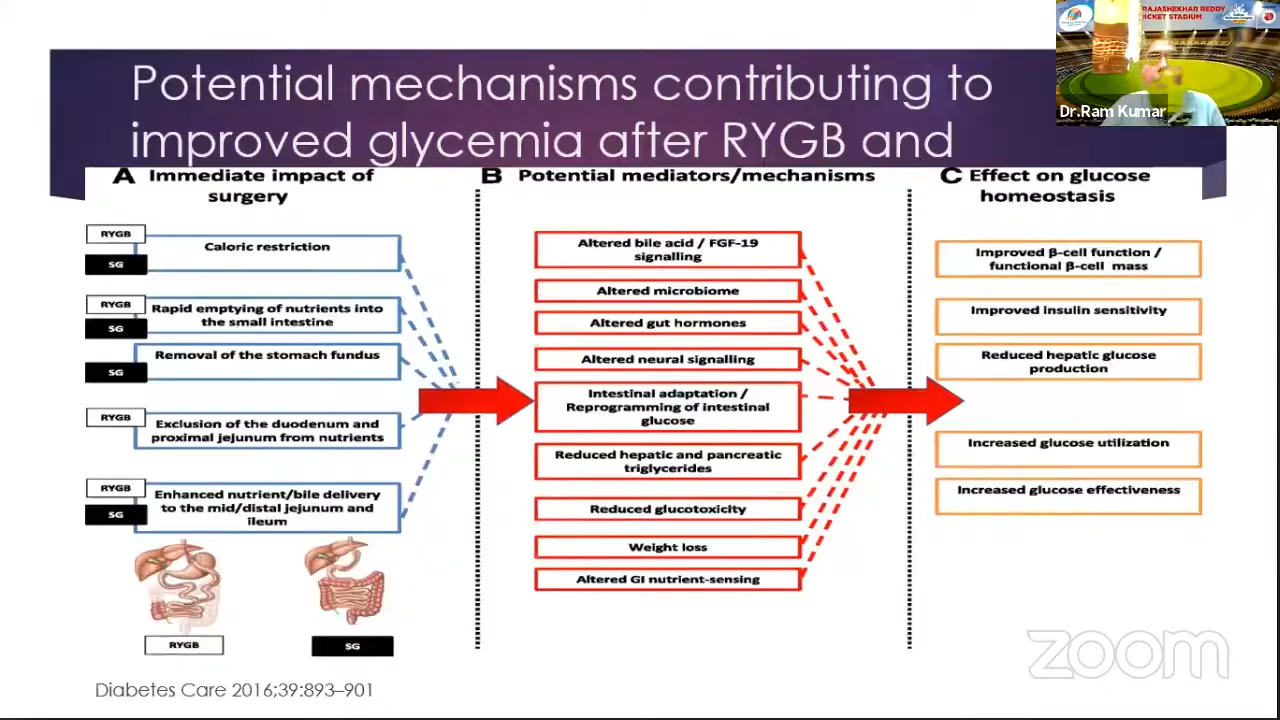 RAJASHEKHAR REDDY
ICKET STADIUM
Dr.Ram Kumar
Potential mechanisms contributing to
improved glycemia after RYGB and
A Immediate impact of
surgery
RYGB
SG
Caloric restriction
RYGB
SG
Rapid emptying of nutrients into
the small intestine
SG
Removal of the stomach fundus
RYGB
Exclusion of the duodenum and
proximal jejunum from nutrients
RYGB
SG
Enhanced nutrient/bile delivery
to the mid/distal jejunum and
ileum
RYGB
SG
B Potential mediators/mechanisms
Altered bile acid / FGF-19
signalling
Altered microbiome
Altered gut hormones
Altered neural signalling
Intestinal adaptation /
Reprogramming of intestinal
glucose
Reduced hepatic and pancreatic
triglycerides
Reduced glucotoxicity
Weight loss
Altered GI nutrient-sensing
C Effect on glucose
homeostasis
Improved β-cell function /
functional β-cell mass
Improved insulin sensitivity
Reduced hepatic glucose
production
Increased glucose utilization
Increased glucose effectiveness
Diabetes Care 2016;39:893–901
zoom